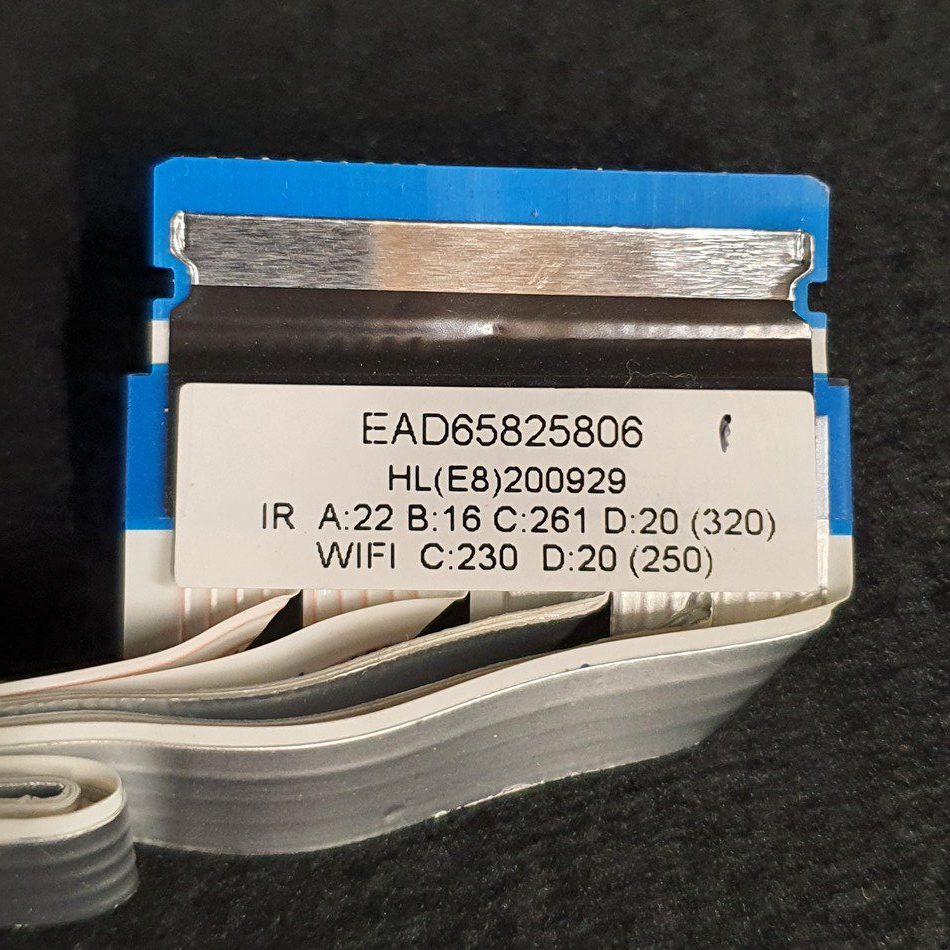 EAD65825806
HL(E8)200929
IR A:22 B:16 C:261 D:20 (320)
WIFI C:230 D:20 (250)